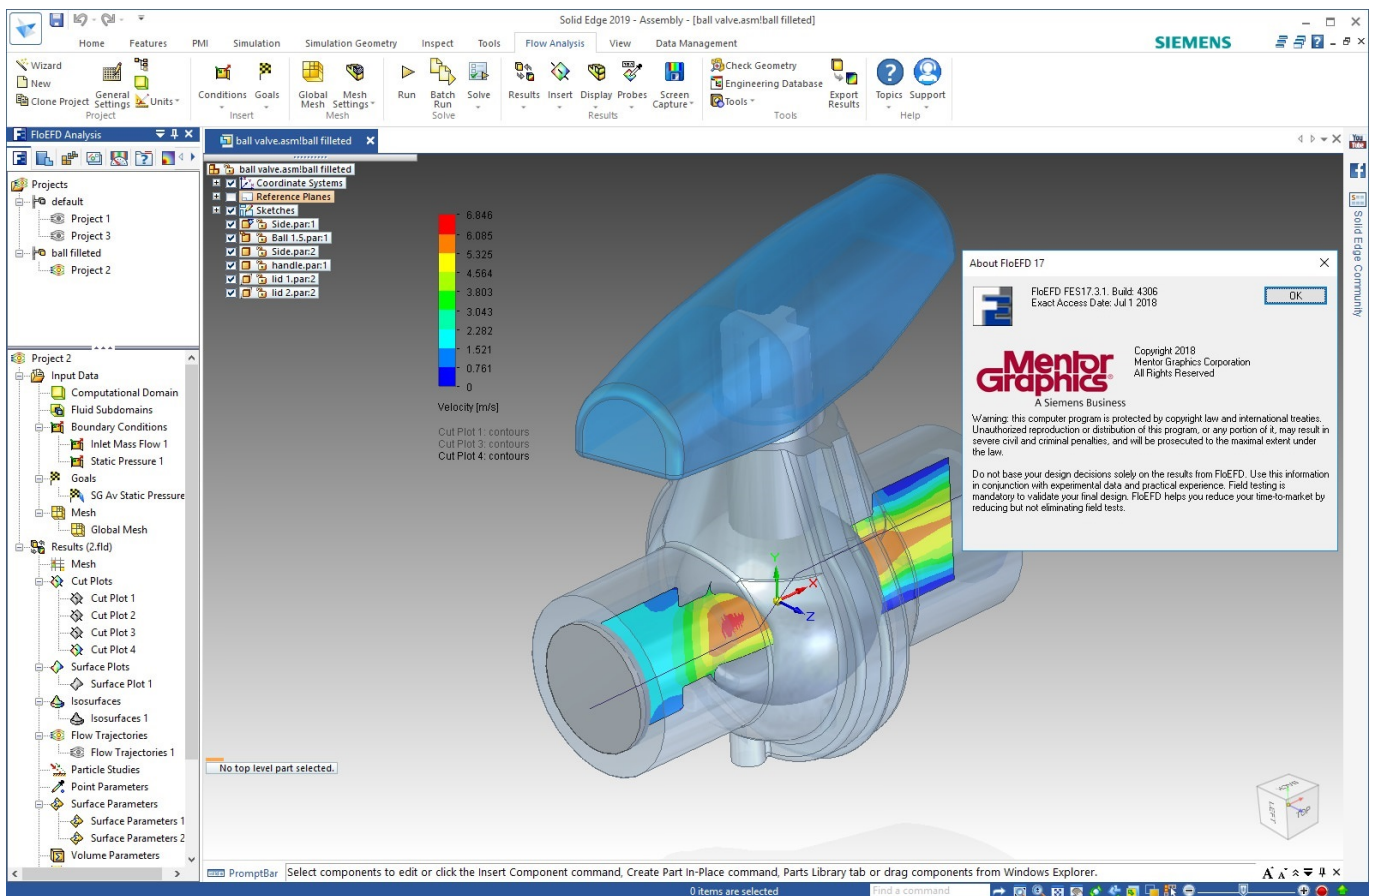 Solid Edge 2019 - Assembly - [ball valve.asm!ball filleted]
Home Features PMI Simulation Simulation Geometry Inspect Tools Flow Analysis View Data Management
SIEMENS
Wizard
New
Clone Project
General Settings
Units
Project
Conditions Goals
Insert
Global Mesh
Mesh Settings
Mesh
Run
Batch Run
Solve
Solve
Results Insert Display Probes
Screen Capture
Results
Check Geometry
Engineering Database
Tools
Export Results
Tools
Topics Support
Help
FloEFD Analysis
Projects
default
Project 1
Project 3
ball filleted
Project 2
Project 2
Input Data
Computational Domain
Fluid Subdomains
Boundary Conditions
Inlet Mass Flow 1
Static Pressure 1
Goals
SG Av Static Pressure
Mesh
Global Mesh
Results (2.fld)
Mesh
Cut Plots
Cut Plot 1
Cut Plot 2
Cut Plot 3
Cut Plot 4
Surface Plots
Surface Plot 1
Isosurfaces
Isosurfaces 1
Flow Trajectories
Flow Trajectories 1
Particle Studies
Point Parameters
Surface Parameters
Surface Parameters 1
Surface Parameters 2
Volume Parameters
ball valve.asm!ball filleted
ball valve.asm!ball filleted
Coordinate Systems
Reference Planes
Sketches
Side.par:1
Ball 1.5.par:1
Side.par:2
handle.par:1
lid 1.par:2
lid 2.par:2
6.846
6.085
5.325
4.564
3.803
3.043
2.282
1.521
0.761
0
Velocity [m/s]
Cut Plot 1: contours
Cut Plot 3: contours
Cut Plot 4: contours
Y
X
Z
No top level part selected.
About FloEFD 17
FloEFD FES17.3.1. Build: 4306
Exact Access Date: Jul 1 2018
OK
Mentor Graphics
A Siemens Business
Copyright 2018
Mentor Graphics Corporation
All Rights Reserved
Warning: this computer program is protected by copyright law and international treaties.
Unauthorized reproduction or distribution of this program, or any portion of it, may result in
severe civil and criminal penalties, and will be prosecuted to the maximal extent under
the law.
Do not base your design decisions solely on the results from FloEFD. Use this information
in conjunction with experimental data and practical experience. Field testing is
mandatory to validate your final design. FloEFD helps you reduce your time-to-market by
reducing but not eliminating field tests.
You Tube
Solid Edge Community
LEFT
TOP
PromptBar
Select components to edit or click the Insert Component command, Create Part In-Place command, Parts Library tab or drag components from Windows Explorer.
0 items are selected
Find a command